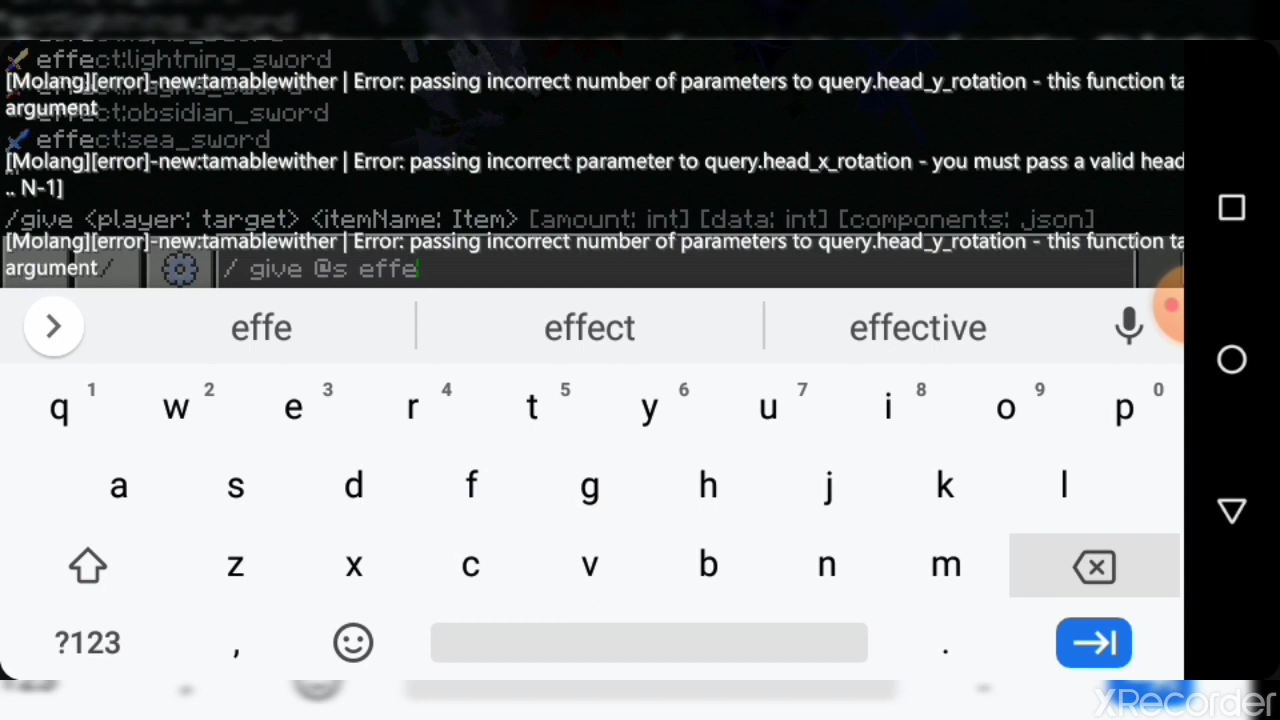 effect:lightning_sword
[Molang][error]-new:tamablewither | Error: passing incorrect number of parameters to query.head_y_rotation - this function ta
argument
effect:obsidian_sword
effect:sea_sword
[Molang][error]-new:tamablewither | Error: passing incorrect parameter to query.head_x_rotation - you must pass a valid head
.. N-1]
/give <player: target> <itemName: Item> [amount: int] [data: int] [components: .json]
[Molang][error]-new:tamablewither | Error: passing incorrect number of parameters to query.head_y_rotation - this function ta
argument
/
/ give @s effe
effe effect effective
1 2 3 4 5 6 7 8 9 0
q w e r t y u i o p
a s d f g h j k l
z x c v b n m
?123 , .
XRecorder